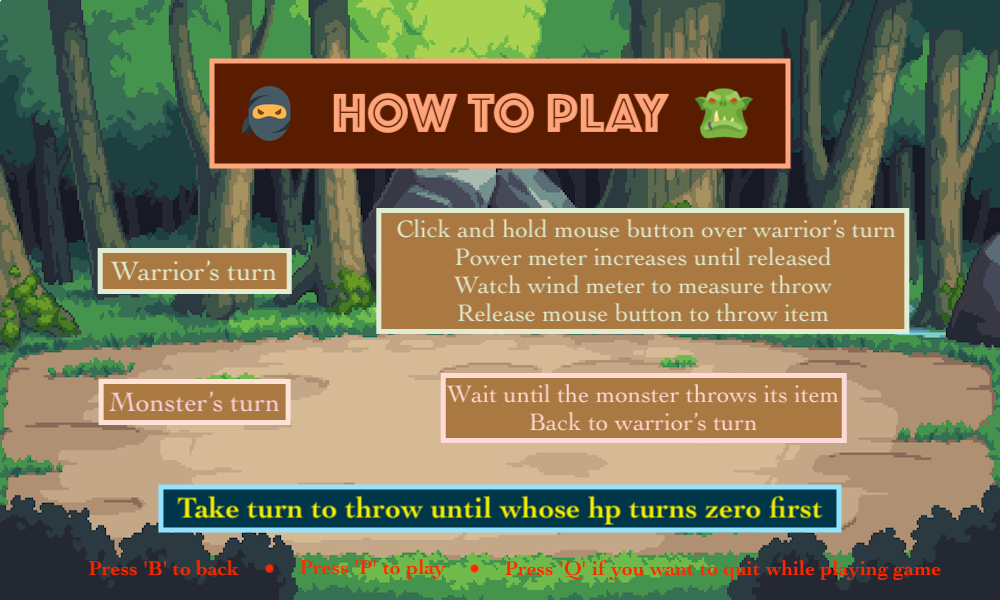 HOW TO PLAY
Warrior's turn
Click and hold mouse button over warrior's turn
Power meter increases until released
Watch wind meter to measure throw
Release mouse button to throw item
Monster's turn
Wait until the monster throws its item
Back to warrior's turn
Take turn to throw until whose hp turns zero first
Press 'B' to back • Press 'P' to play • Press 'Q' if you want to quit while playing game